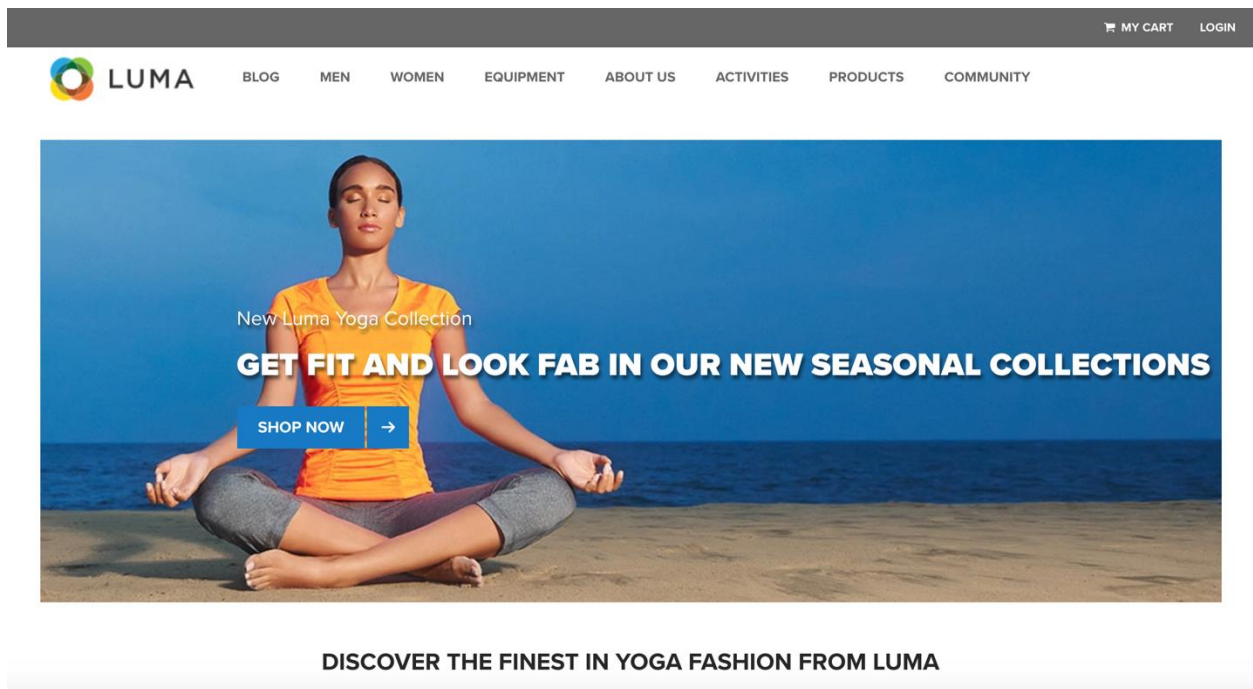 MY CART LOGIN
LUMA BLOG MEN WOMEN EQUIPMENT ABOUT US ACTIVITIES PRODUCTS COMMUNITY
New Luma Yoga Collection
GET FIT AND LOOK FAB IN OUR NEW SEASONAL COLLECTIONS
SHOP NOW →
DISCOVER THE FINEST IN YOGA FASHION FROM LUMA